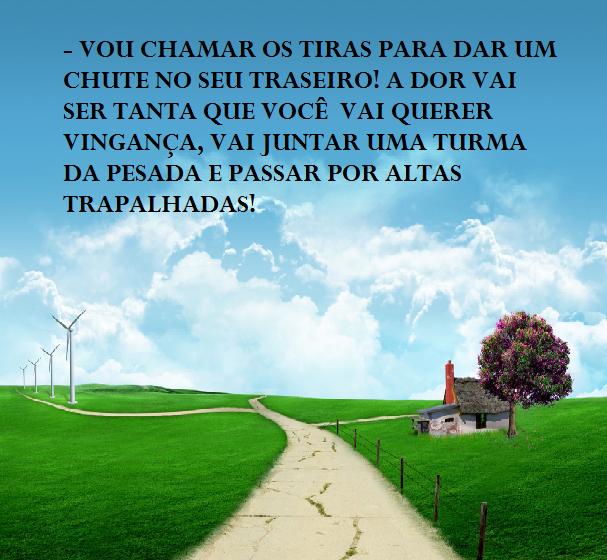 - VOU CHAMAR OS TIRAS PARA DAR UM
CHUTE NO SEU TRASEIRO! A DOR VAI
SER TANTA QUE VOCÊ VAI QUERER
VINGANÇA, VAI JUNTAR UMA TURMA
DA PESADA E PASSAR POR ALTAS
TRAPALHADAS!